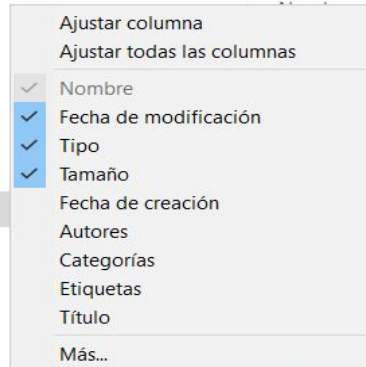 Ajustar columna
Ajustar todas las columnas
Nombre
Fecha de modificación
Tipo
Tamaño
Fecha de creación
Autores
Categorías
Etiquetas
Título
Más...